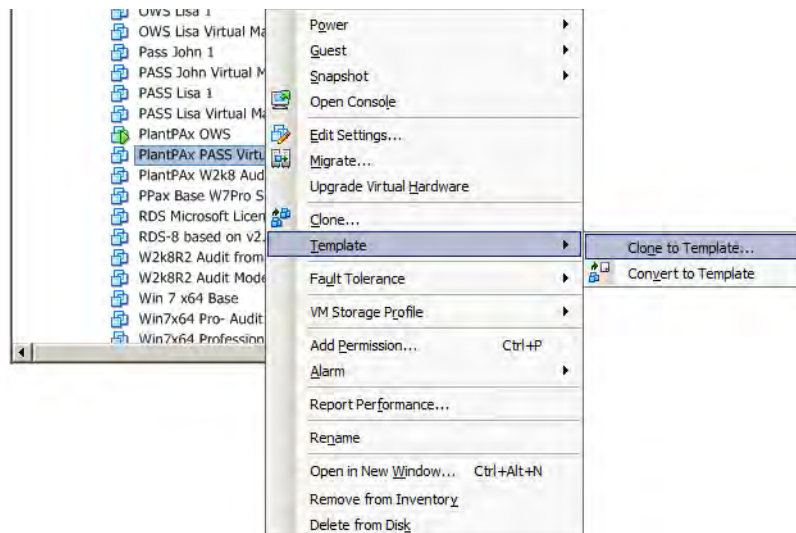 OWS Lisa 1
OWS Lisa Virtual Ma
Pass John 1
PASS John Virtual M
PASS Lisa 1
PASS Lisa Virtual Ma
PlantPAx OWS
PlantPAx PASS Virtu
PlantPAx W2k8 Aud
PPax Base W7Pro S
RDS Microsoft Licen
RDS-8 based on v2.
W2k8R2 Audit from
W2k8R2 Audit Mode
Win 7 x64 Base
Win7x64 Pro- Audit
Win7x64 Profession
Power
Guest
Snapshot
Open Console
Edit Settings...
Migrate...
Upgrade Virtual Hardware
Clone...
Template
Fault Tolerance
VM Storage Profile
Add Permission... Ctrl+P
Alarm
Report Performance...
Rename
Open in New Window... Ctrl+Alt+N
Remove from Inventory
Delete from Disk
Clone to Template...
Convert to Template